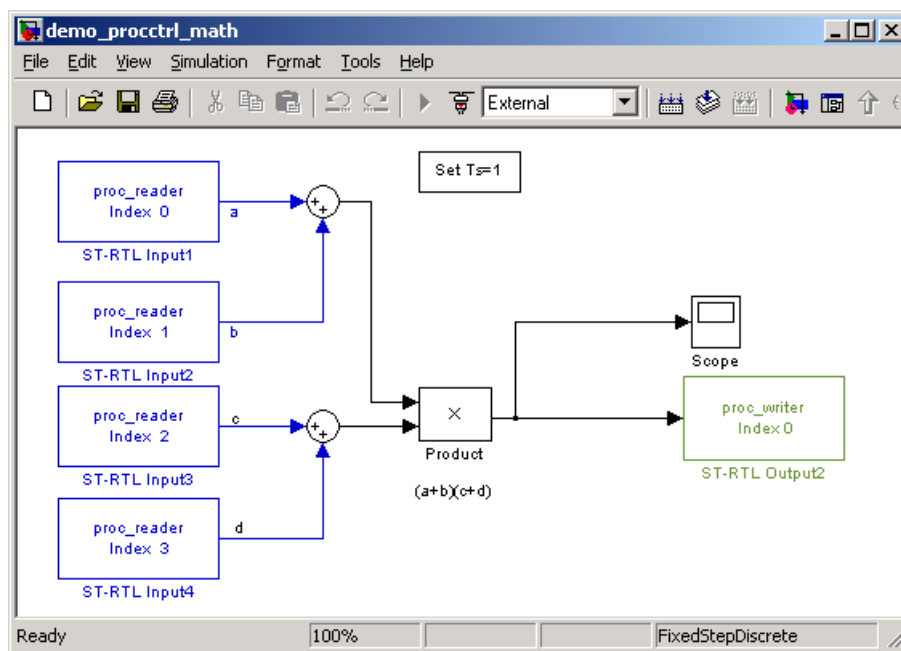 demo_procctrl_math
File Edit View Simulation Format Tools Help
External
Set Ts=1
proc_reader
Index 0
a
ST-RTL Input1
proc_reader
Index 1
b
ST-RTL Input2
proc_reader
Index 2
c
ST-RTL Input3
proc_reader
Index 3
d
ST-RTL Input4
+
+
+
+
×
Product
(a+b)(c+d)
Scope
proc_writer
Index 0
ST-RTL Output2
Ready 100% FixedStepDiscrete